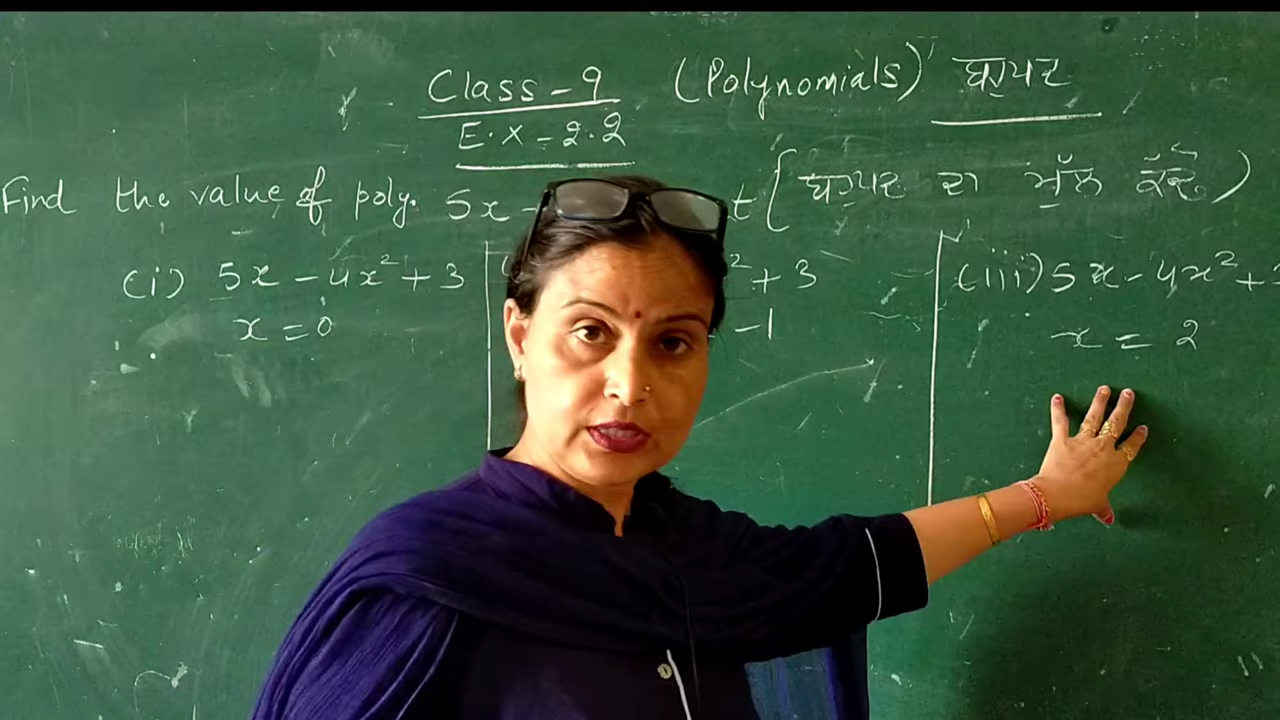 Class-9 (Polynomials) ਬਹੁਪਦ
E.X-2.2
Find the value of poly. 5x- t (ਬਹੁਪਦ ਦਾ ਮੁੱਲ ਕੱਢੋ)
(i) 5x-4x²+3
x=0
²+3
-1
(iii) 5x-4x²+
x=2